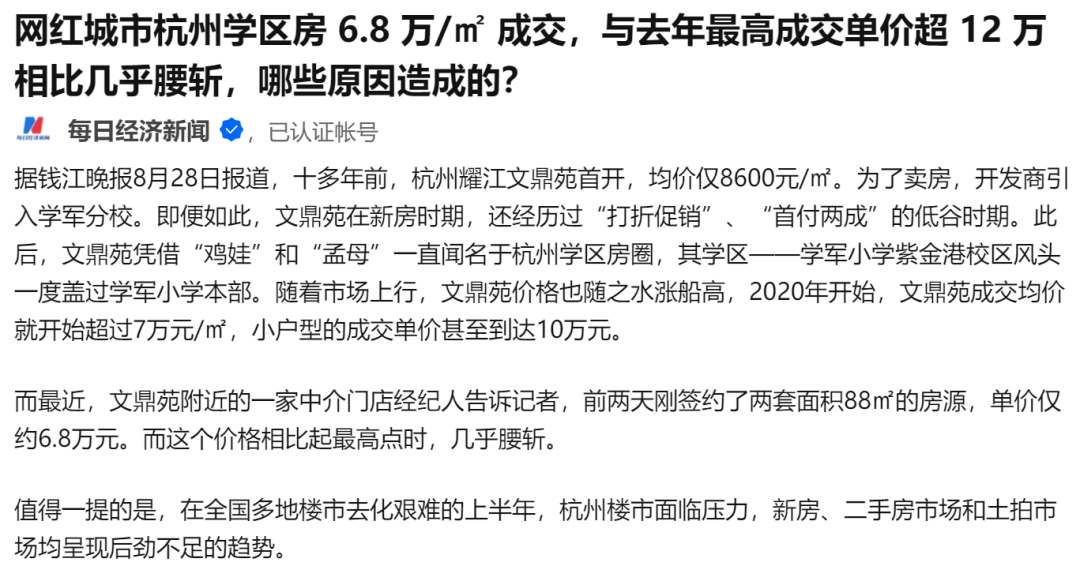 网红城市杭州学区房 6.8 万/㎡ 成交，与去年最高成交单价超 12 万
相比几乎腰斩，哪些原因造成的？
每日经济新闻 ，已认证帐号
据钱江晚报8月28日报道，十多年前，杭州耀江文鼎苑首开，均价仅8600元/㎡。为了卖房，开发商引
入学军分校。即便如此，文鼎苑在新房时期，还经历过“打折促销”、“首付两成”的低谷时期。此
后，文鼎苑凭借“鸡娃”和“孟母”一直闻名于杭州学区房圈，其学区——学军小学紫金港校区风头
一度盖过学军小学本部。随着市场上行，文鼎苑价格也随之水涨船高，2020年开始，文鼎苑成交均价
就开始超过7万元/㎡，小户型的成交单价甚至到达10万元。
而最近，文鼎苑附近的一家中介门店经纪人告诉记者，前两天刚签约了两套面积88㎡的房源，单价仅
约6.8万元。而这个价格相比起最高点时，几乎腰斩。
值得一提的是，在全国多地楼市去化艰难的上半年，杭州楼市面临压力，新房、二手房市场和土拍市
场均呈现后劲不足的趋势。